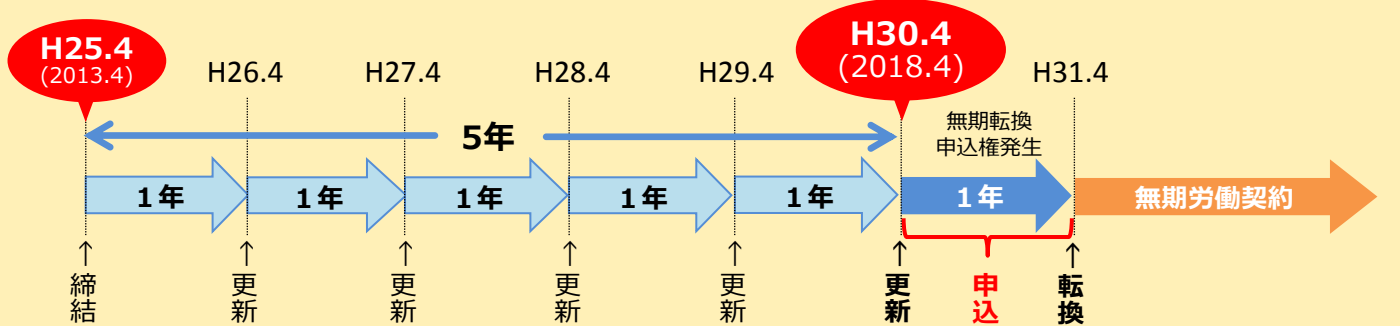 H25.4
(2013.4)
H26.4
H27.4
H28.4
H29.4
H30.4
(2018.4)
H31.4
5年
無期転換
申込権発生
1年
1年
1年
1年
1年
1年
無期労働契約
↑締結
↑更新
↑更新
↑更新
↑更新
↑更新
申込
↑転換